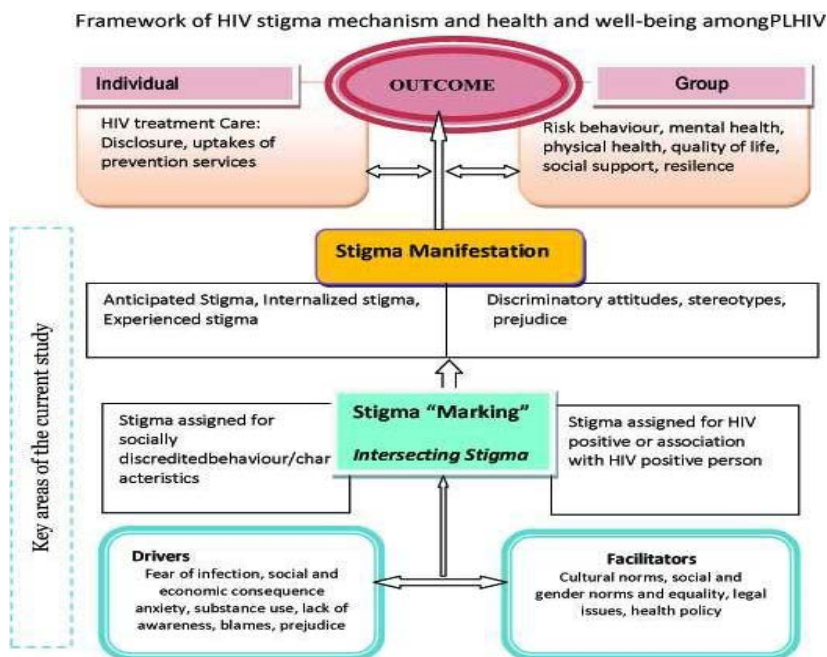 Framework of HIV stigma mechanism and health and well-being amongPLHIV
Individual
OUTCOME
Group
HIV treatment Care:
Disclosure, uptakes of
prevention services
Risk behaviour, mental health,
physical health, quality of life,
social support, resilence
Stigma Manifestation
Anticipated Stigma, Internalized stigma,
Experienced stigma
Discriminatory attitudes, stereotypes,
prejudice
Key areas of the current study
Stigma "Marking"
Intersecting Stigma
Stigma assigned for
socially
discreditedbehaviour/char
acteristics
Stigma assigned for HIV
positive or association
with HIV positive person
Drivers
Fear of infection, social and
economic consequence
anxiety, substance use, lack of
awareness, blames, prejudice
Facilitators
Cultural norms, social and
gender norms and equality, legal
issues, health policy